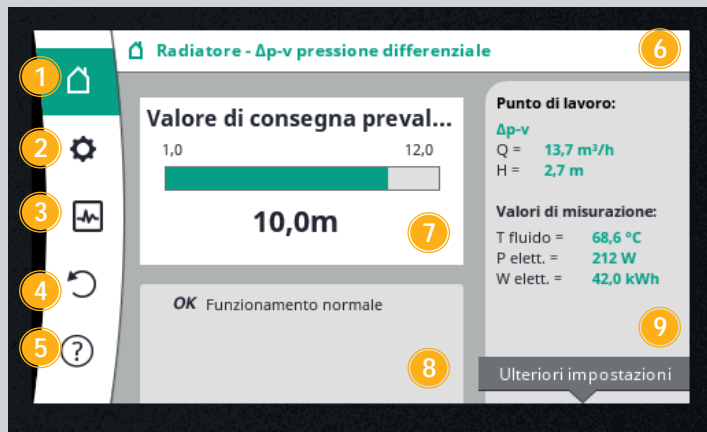 1
2
3
4
5
6
7
8
9
Radiatore - Δp-v pressione differenziale
Valore di consegna preval...
1,0 12,0
10,0m
OK Funzionamento normale
?
Punto di lavoro:
Δp-v
Q = 13,7 m³/h
H = 2,7 m
Valori di misurazione:
T fluido = 68,6 °C
P elett. = 212 W
W elett. = 42,0 kWh
Ulteriori impostazioni